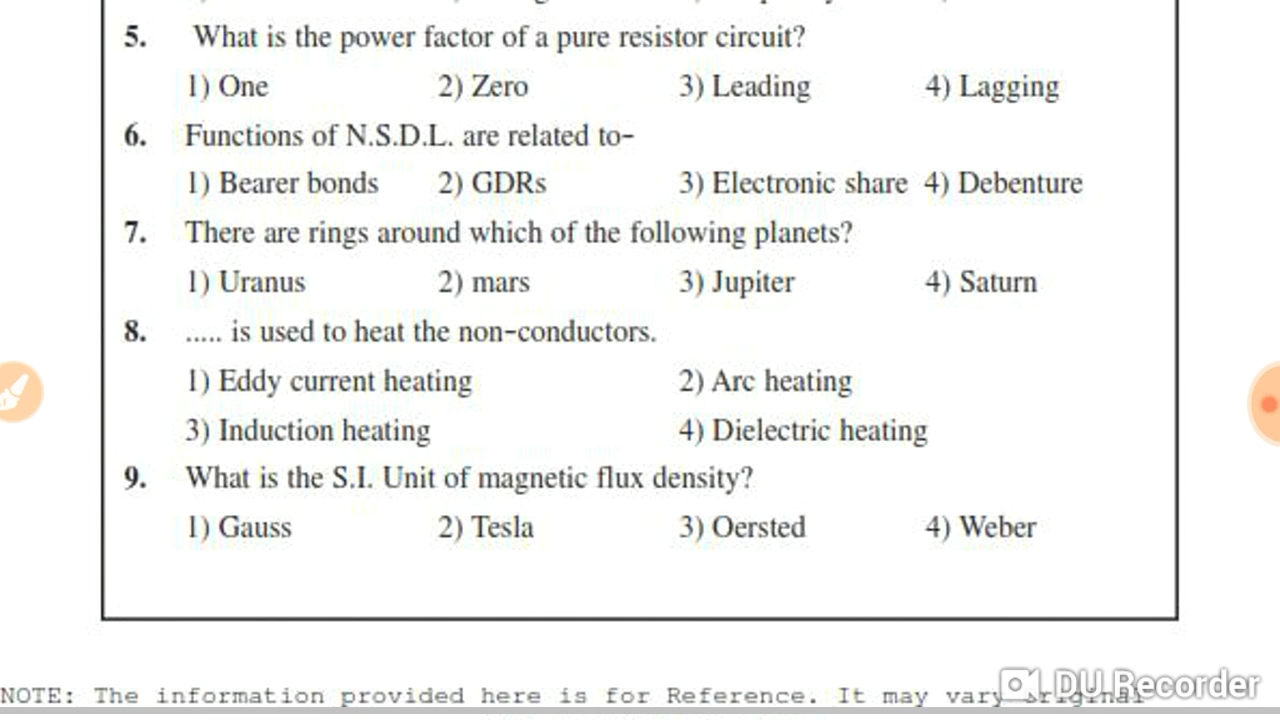 5. What is the power factor of a pure resistor circuit?
1) One 2) Zero 3) Leading 4) Lagging
6. Functions of N.S.D.L. are related to-
1) Bearer bonds 2) GDRs 3) Electronic share 4) Debenture
7. There are rings around which of the following planets?
1) Uranus 2) mars 3) Jupiter 4) Saturn
8. ..... is used to heat the non-conductors.
1) Eddy current heating 2) Arc heating
3) Induction heating 4) Dielectric heating
9. What is the S.I. Unit of magnetic flux density?
1) Gauss 2) Tesla 3) Oersted 4) Weber
NOTE: The information provided here is for Reference. It may vary original
DU Recorder